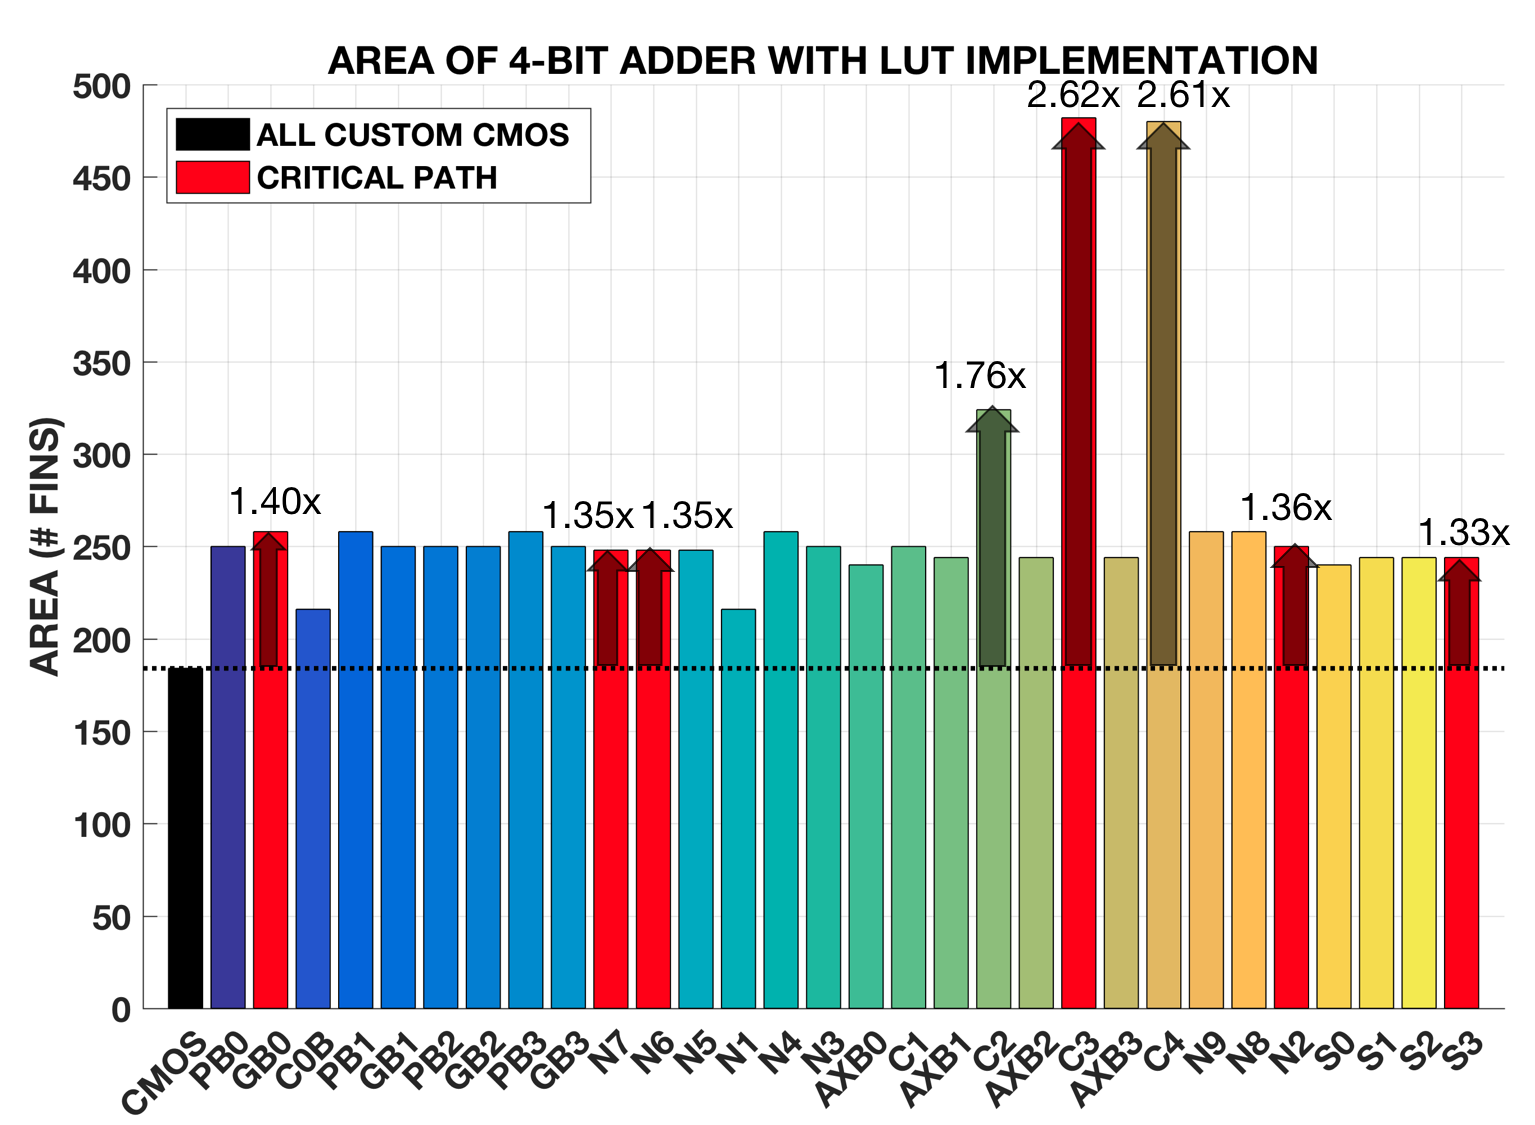 AREA OF 4-BIT ADDER WITH LUT IMPLEMENTATION
ALL CUSTOM CMOS
CRITICAL PATH
AREA (# FINS)
500
450
400
350
300
250
200
150
100
50
0
2.62x 2.61x
1.76x
1.40x
1.35x 1.35x
1.36x
1.33x
CMOS PB0 GB0 C0B PB1 GB1 PB2 GB2 PB3 GB3 N7 N6 N5 N1 N4 N3 AXB0 C1 AXB1 C2 AXB2 C3 AXB3 C4 N9 N8 N2 S0 S1 S2 S3